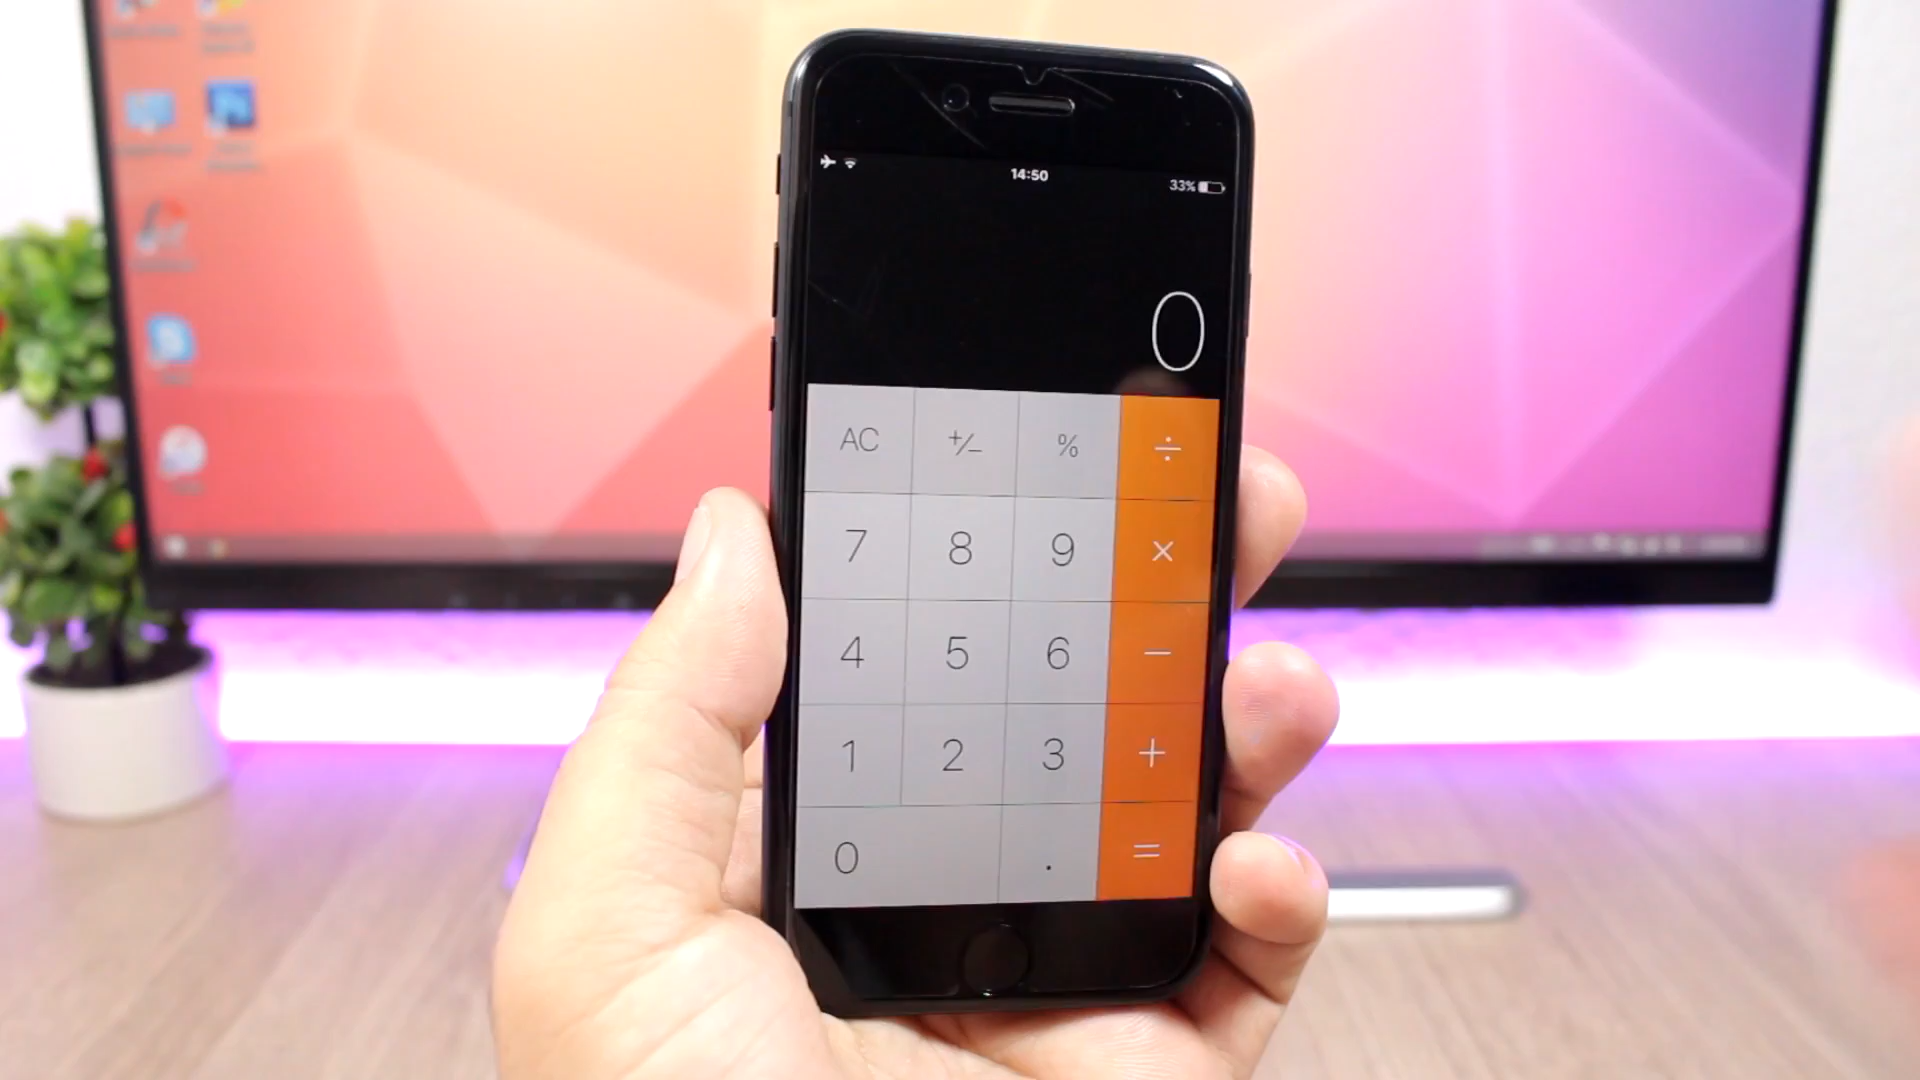 14:50 33%
0
AC +/− % ÷
7 8 9 ×
4 5 6 −
1 2 3 +
0 . =